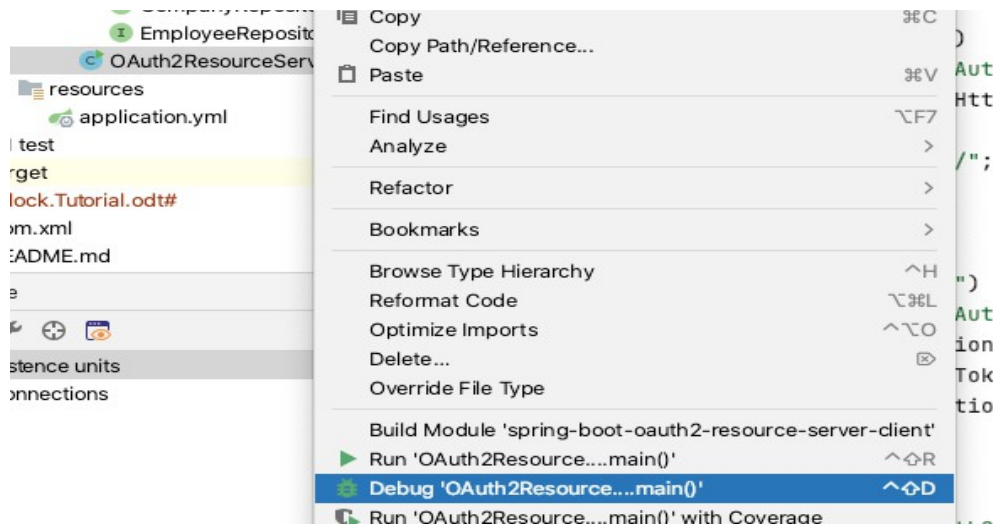 EmployeeReposito
OAuth2ResourceServ
resources
application.yml
test
rget
lock.Tutorial.odt#
om.xml
EADME.md
e
stence units
onnections
Copy ⌘C
Copy Path/Reference...
Paste ⌘V
Find Usages ⌥F7
Analyze >
Refactor >
Bookmarks >
Browse Type Hierarchy ^H
Reformat Code ⌥⌘L
Optimize Imports ^⌥O
Delete... ⌦
Override File Type
Build Module 'spring-boot-oauth2-resource-server-client'
Run 'OAuth2Resource....main()' ^⇧R
Debug 'OAuth2Resource....main()' ^⇧D
Run 'OAuth2Resource....main()' with Coverage
)
Aut
Htt
/";
")
Aut
ion
Tok
tio